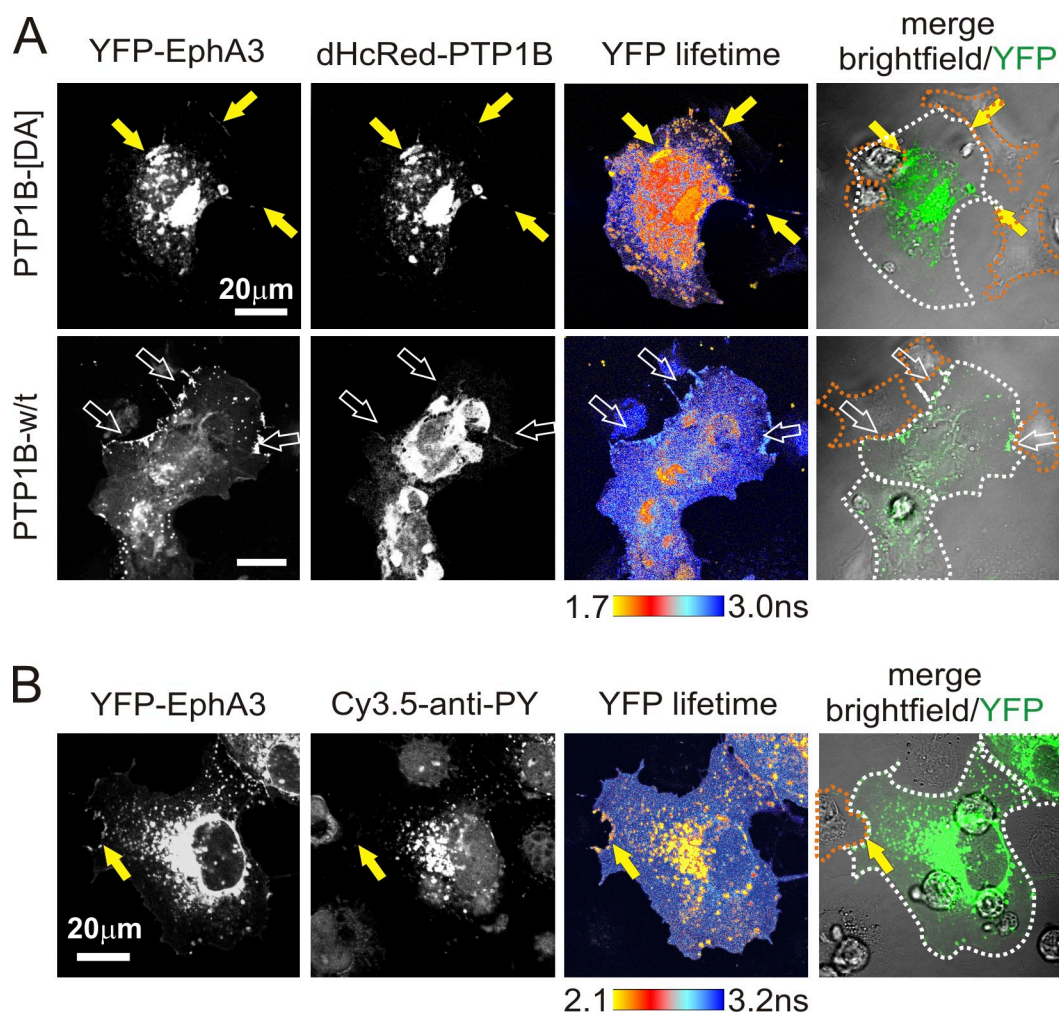 A
YFP-EphA3
dHcRed-PTP1B
YFP lifetime
merge
brightfield/YFP
PTP1B-[DA]
20μm
PTP1B-w/t
1.7
3.0ns
B
YFP-EphA3
Cy3.5-anti-PY
YFP lifetime
merge
brightfield/YFP
20μm
2.1
3.2ns